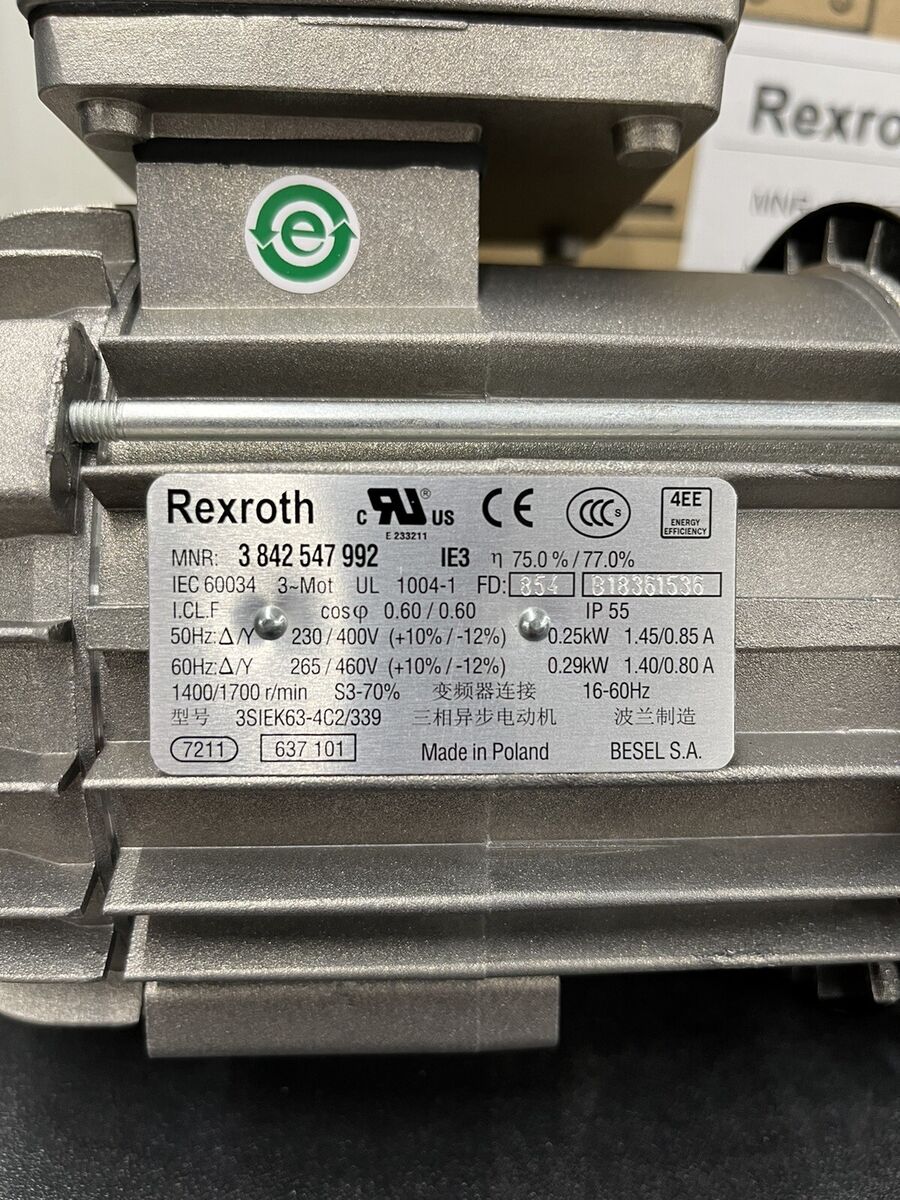 Rexro
MNR
e
Rexroth c RU® US CE CCC S 4EE ENERGY EFFICIENCY
E 233211
MNR: 3 842 547 992 IE3 η 75.0 % / 77.0%
IEC 60034 3~Mot UL 1004-1 FD: 854 B18361536
I.CL.F cosφ 0.60 / 0.60 IP 55
50Hz: Δ/Y 230 / 400V (+10% / -12%) 0.25kW 1.45/0.85 A
60Hz: Δ/Y 265 / 460V (+10% / -12%) 0.29kW 1.40/0.80 A
1400/1700 r/min S3-70% 变频器连接 16-60Hz
型号 3SIEK63-4C2/339 三相异步电动机 波兰制造
7211 637 101 Made in Poland BESEL S.A.